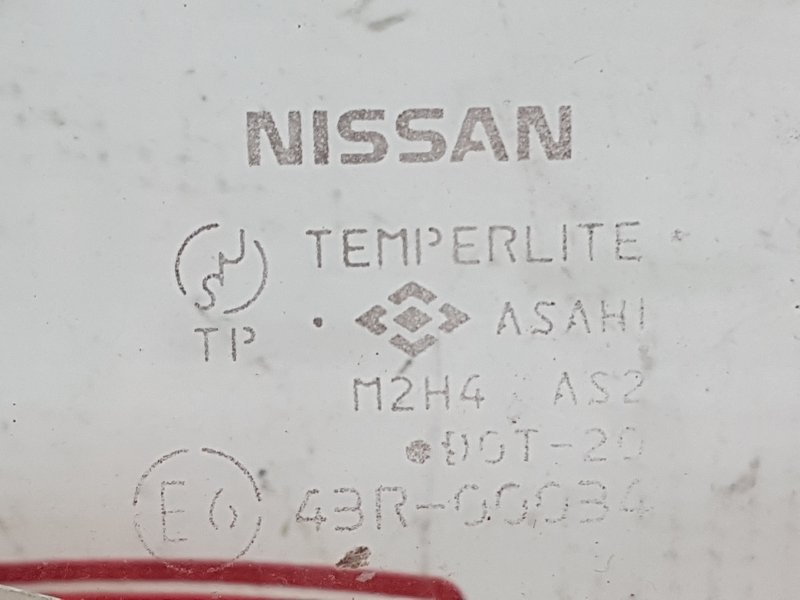 NISSAN
TEMPERLITE
TP
ASAHI
M2H4 AS2
DOT-20
E6 43R-00034